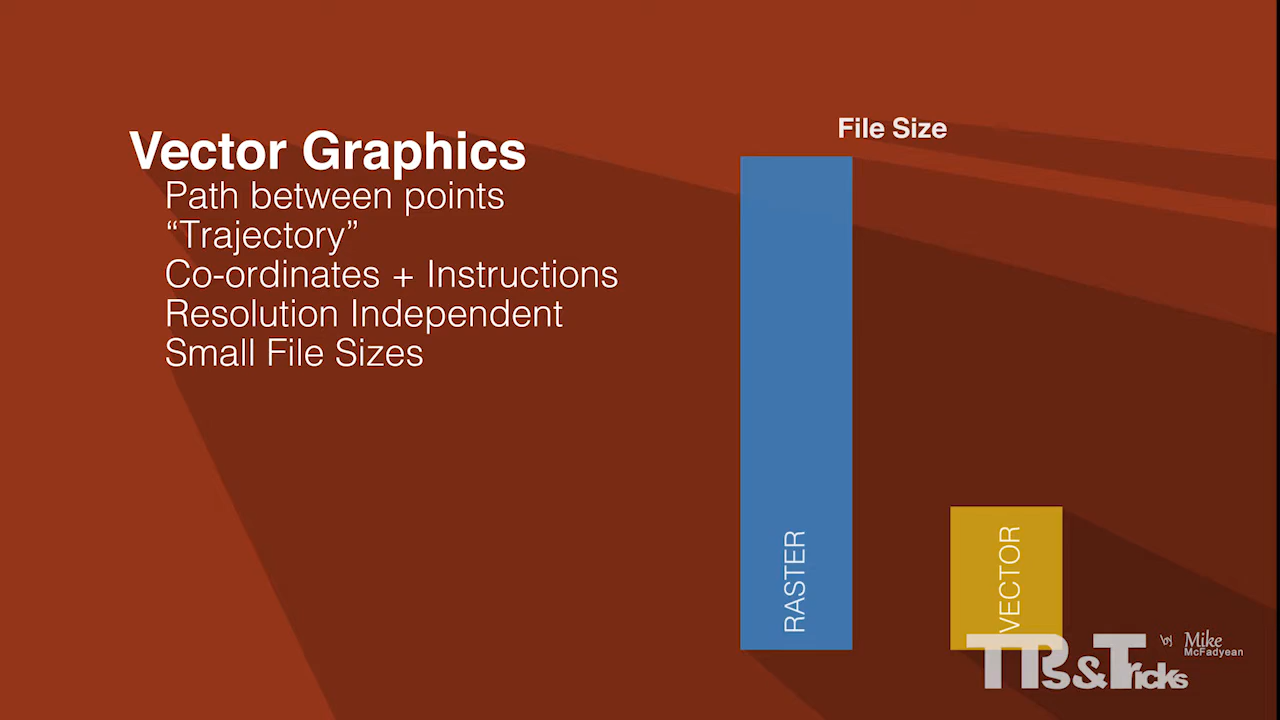 Vector Graphics
Path between points
“Trajectory”
Co-ordinates + Instructions
Resolution Independent
Small File Sizes
File Size
RASTER
VECTOR
TIPs&Tricks
by Mike
McFadyean